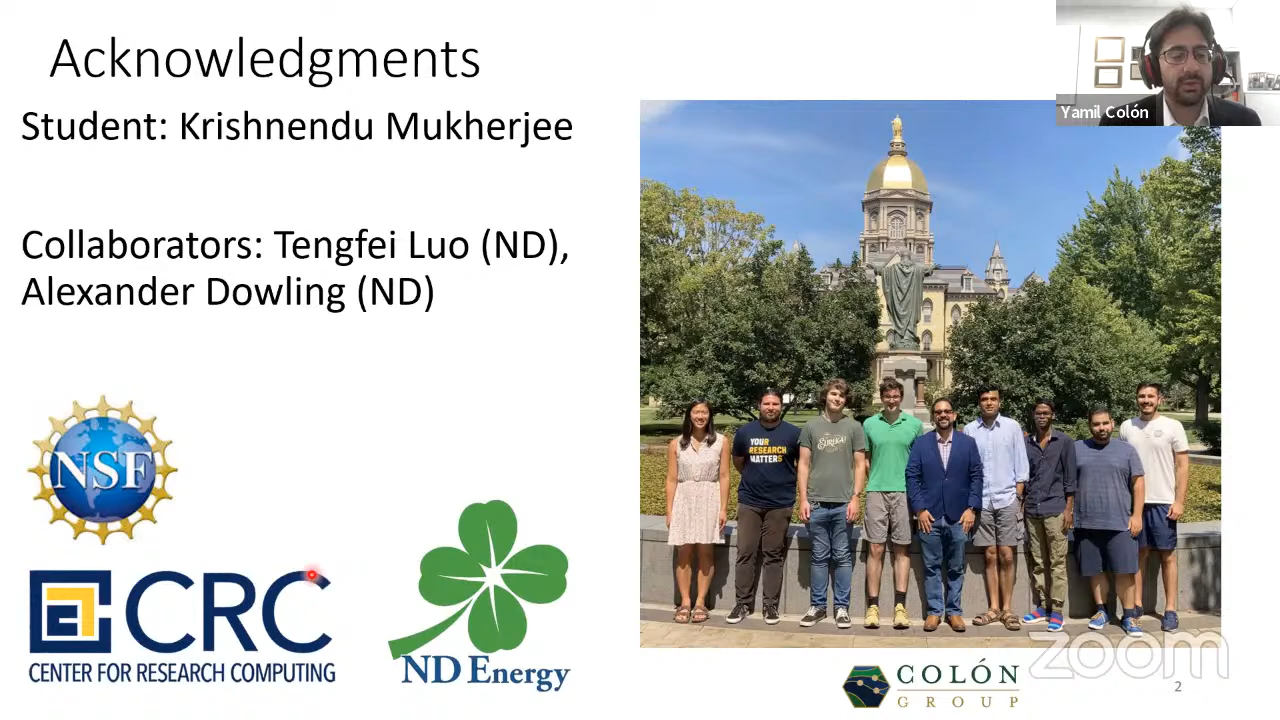 Acknowledgments
Yamil Colón
Student: Krishnendu Mukherjee
Collaborators: Tengfei Luo (ND),
Alexander Dowling (ND)
YOUR
RESEARCH
MATTERS
EUREKA!
NSF
CRC
CENTER FOR RESEARCH COMPUTING
ND Energy
COLÓN
GROUP
zoom
2